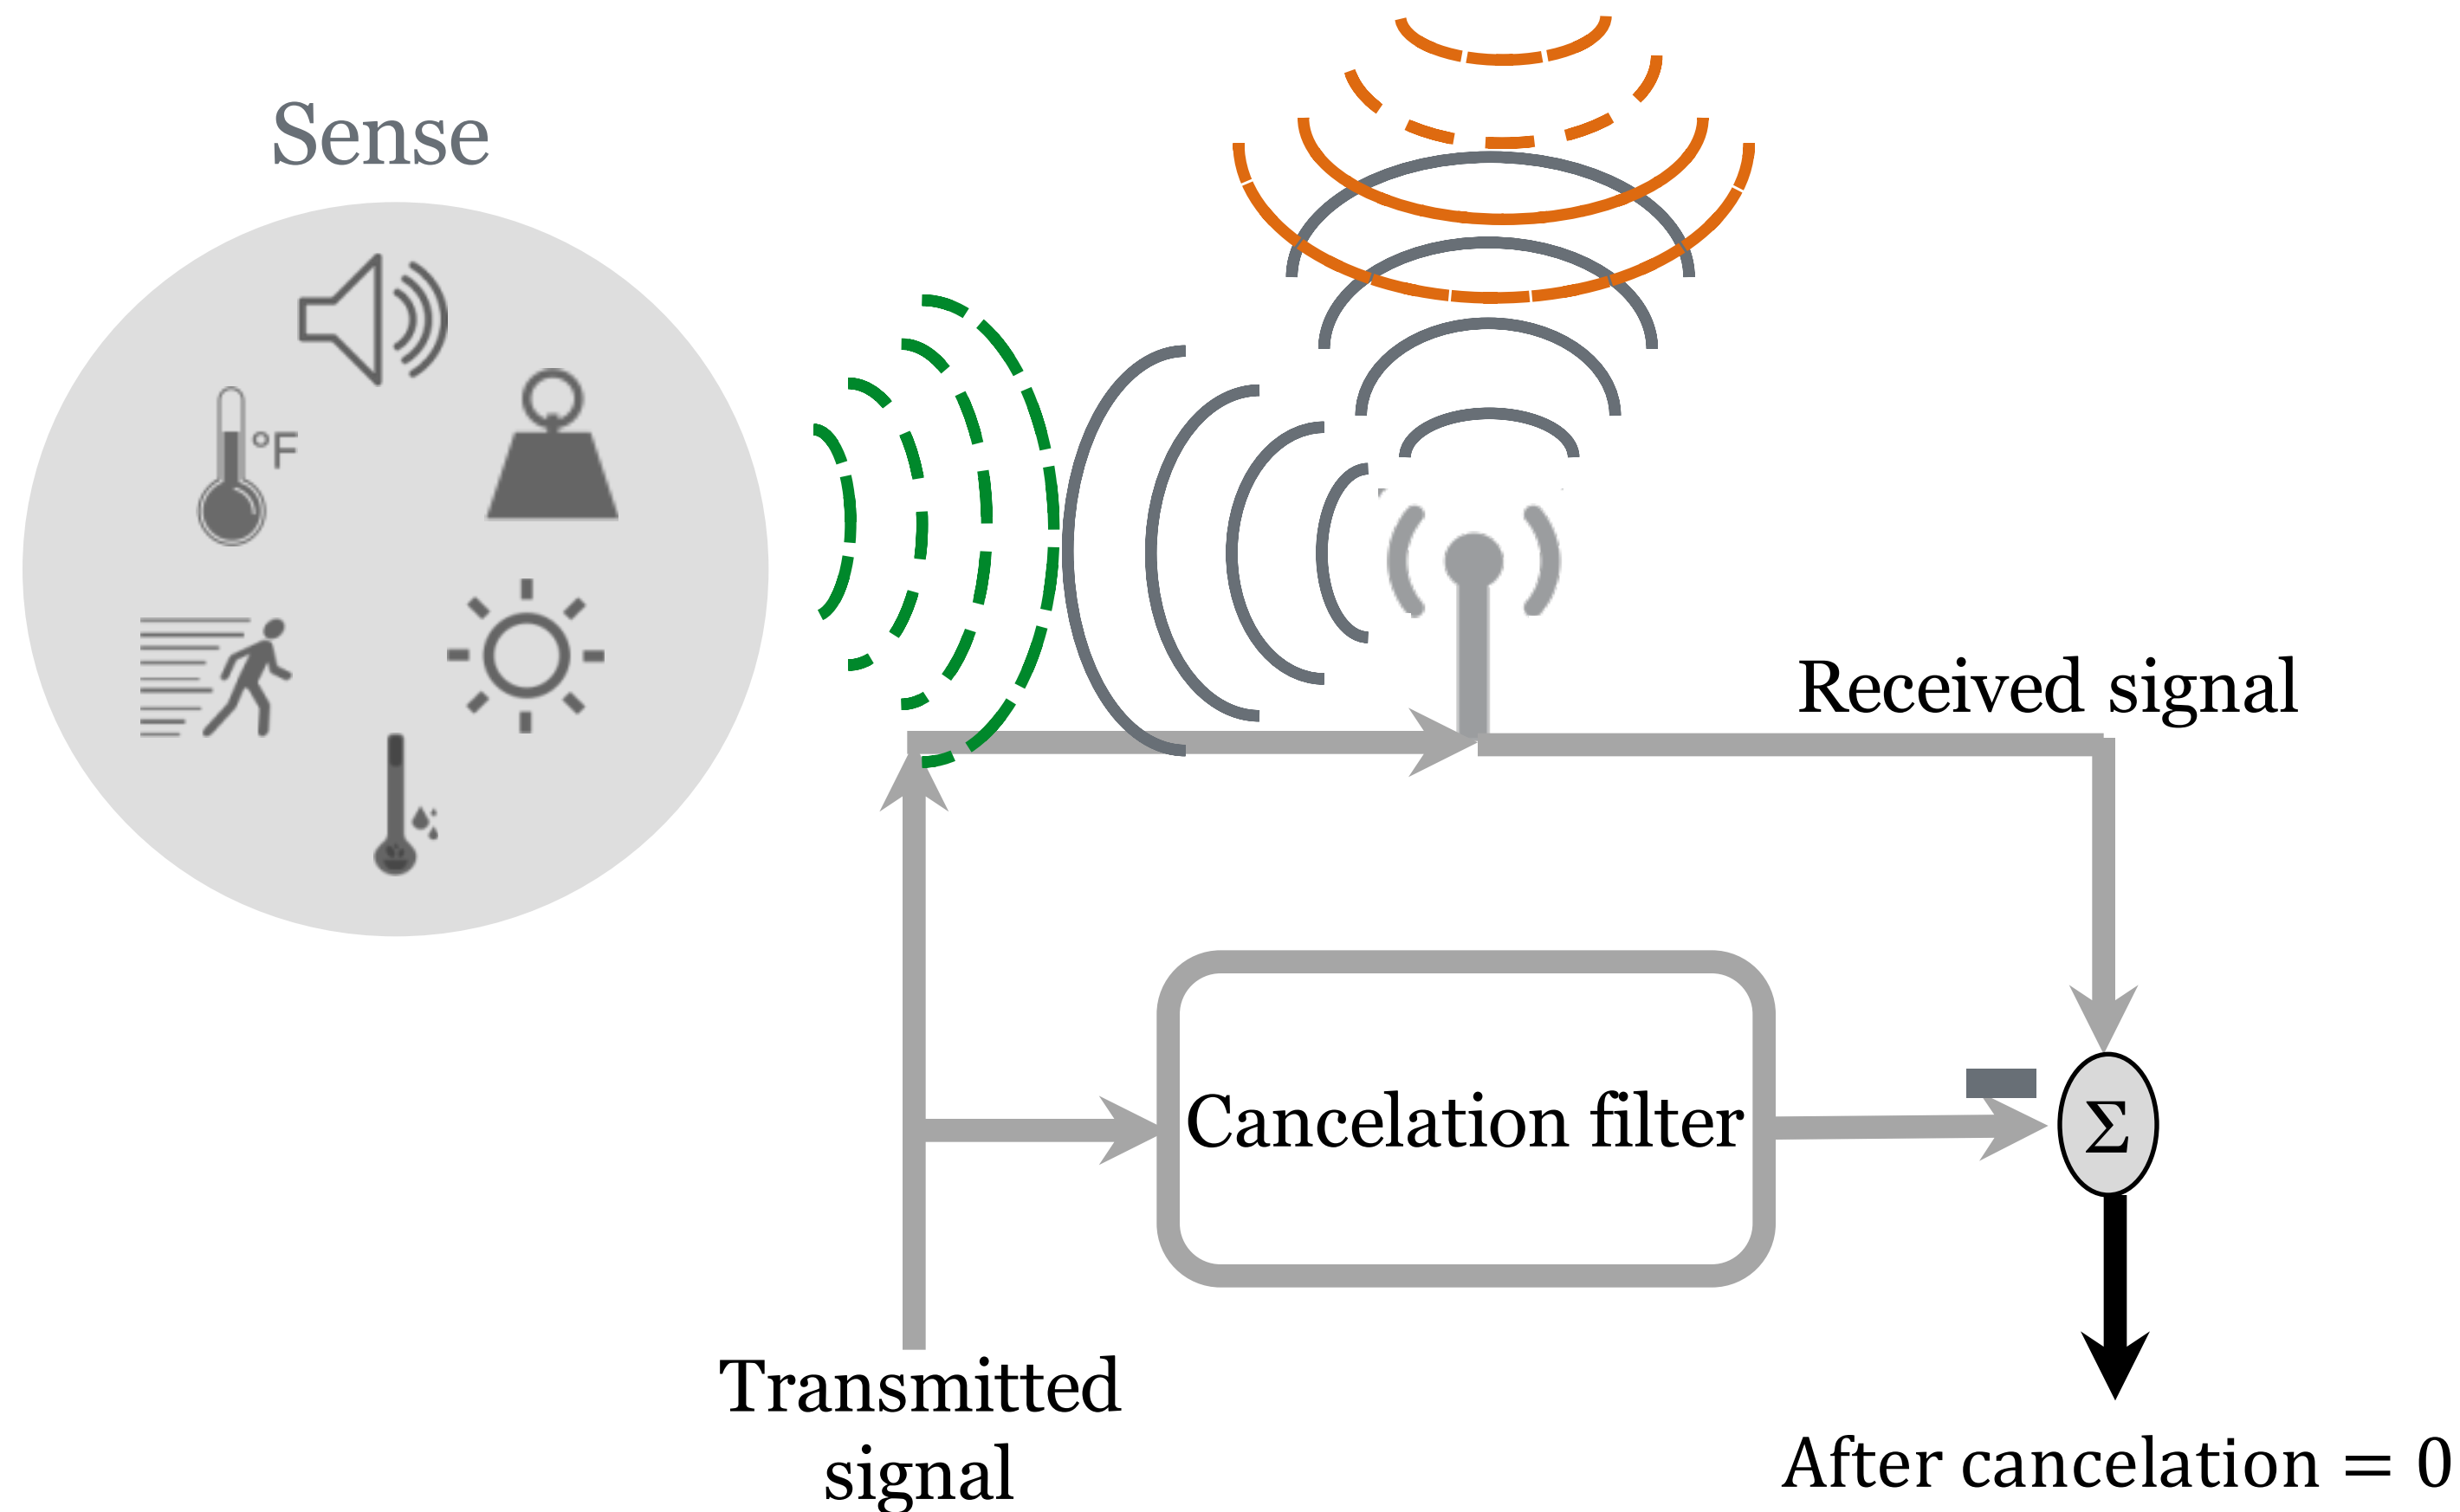 Sense
°F
Received signal
Cancelation filter
Σ
Transmitted
signal
After cancelation = 0